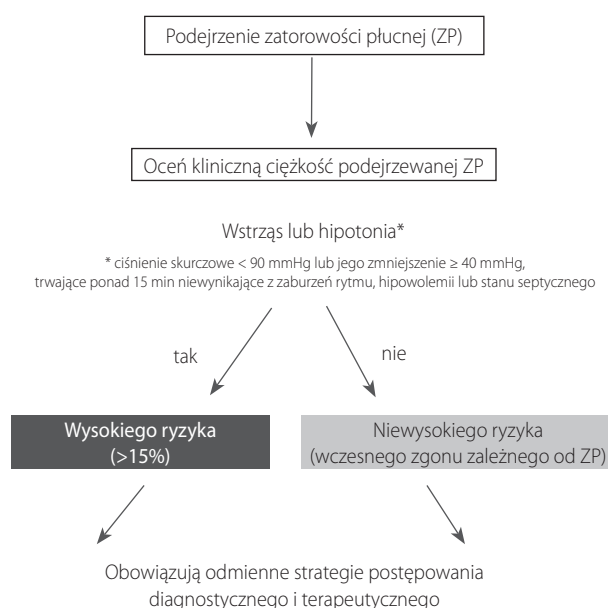 Podejrzenie zatorowości płucnej (ZP)
Oceń kliniczną ciężkość podejrzewanej ZP
Wstrząs lub hipotonia*
* ciśnienie skurczowe < 90 mmHg lub jego zmniejszenie ≥ 40 mmHg,
trwające ponad 15 min niewynikające z zaburzeń rytmu, hipowolemii lub stanu septycznego
tak
nie
Wysokiego ryzyka
(>15%)
Niewysokiego ryzyka
(wczesnego zgonu zależnego od ZP)
Obowiązują odmienne strategie postępowania
diagnostycznego i terapeutycznego